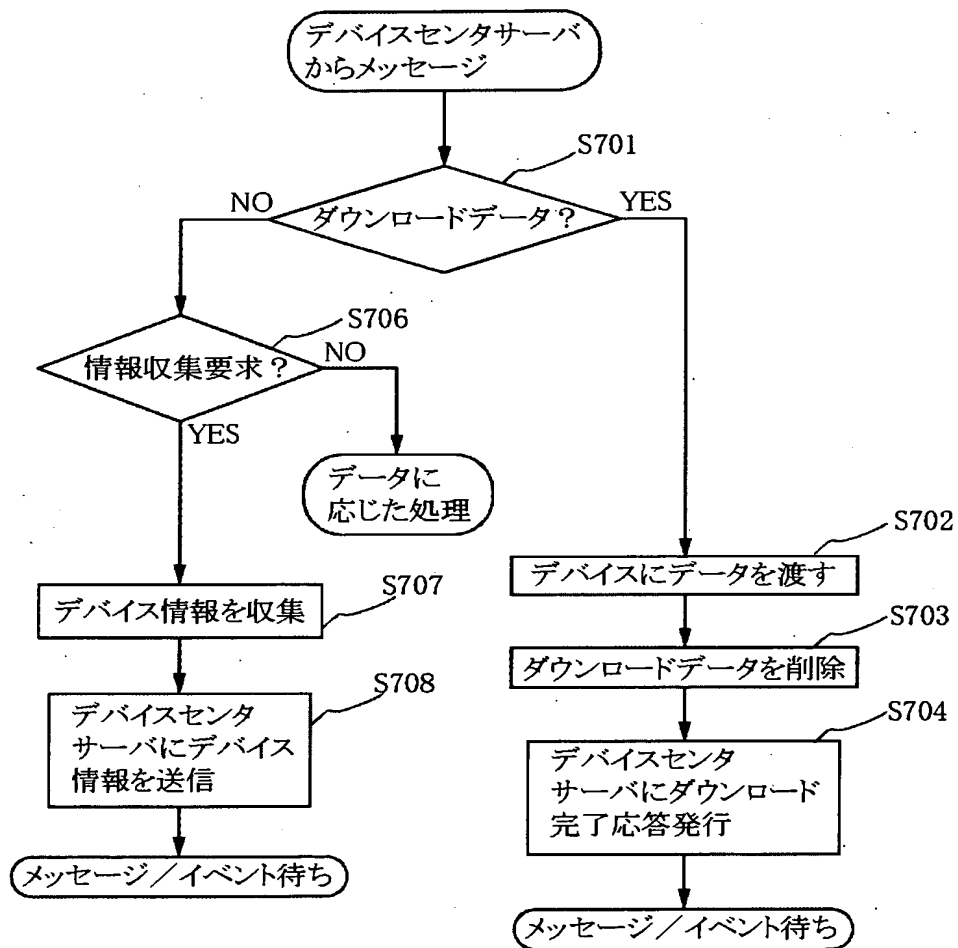 デバイスセンタサーバ
からメッセージ
S701
NO
ダウンロードデータ?
YES
S706
情報収集要求?
NO
YES
データに
応じた処理
S702
デバイスにデータを渡す
S707
デバイス情報を収集
S703
ダウンロードデータを削除
S708
デバイスセンタ
サーバにデバイス
情報を送信
S704
デバイスセンタ
サーバにダウンロード
完了応答発行
メッセージ/イベント待ち
メッセージ/イベント待ち